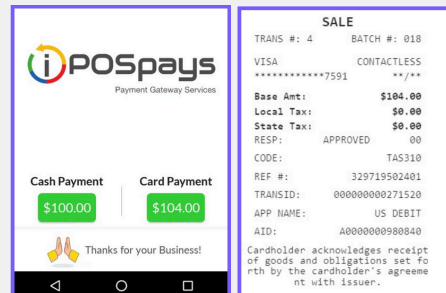 iPOSpays
Payment Gateway Services
Cash Payment
Card Payment
$100.00
$104.00
Thanks for your Business!
SALE
TRANS #: 4 BATCH #: 018
VISA CONTACTLESS
************7591 **/**
Base Amt: $104.00
Local Tax: $0.00
State Tax: $0.00
RESP: APPROVED 00
CODE: TAS310
REF #: 329719502401
TRANSID: 000000000271520
APP NAME: US DEBIT
AID: A0000000980840
Cardholder acknowledges receipt
of goods and obligations set fo
rth by the cardholder's agreeme
nt with issuer.